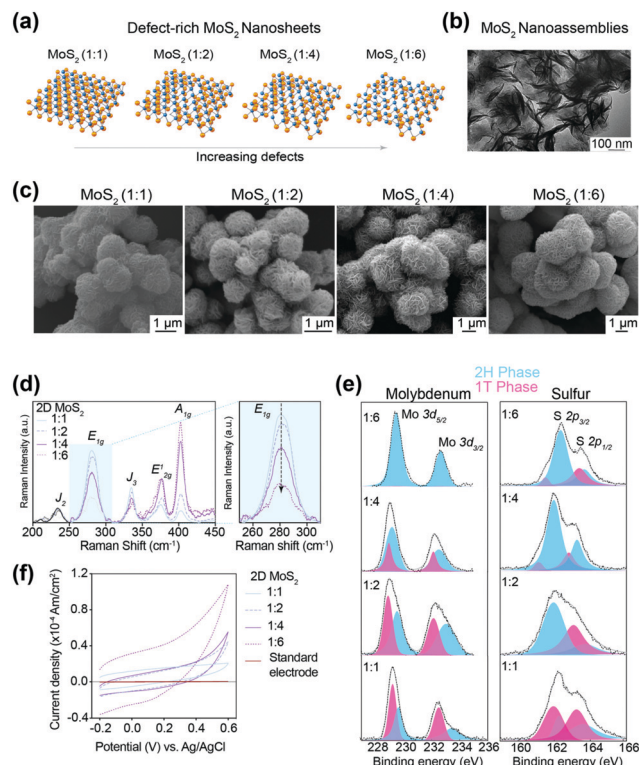 (a)
Defect-rich MoS2 Nanosheets
MoS2 (1:1)
MoS2 (1:2)
MoS2 (1:4)
MoS2 (1:6)
Increasing defects
(b)
MoS2 Nanoassemblies
100 nm
(c)
MoS2 (1:1)
MoS2 (1:2)
MoS2 (1:4)
MoS2 (1:6)
1 µm
1 µm
1 µm
1 µm
(d)
2D MoS2
1:1
1:2
1:4
1:6
J2
E1g
J3
E12g
A1g
Raman Intensity (a.u.)
200 250 300 350 400 450
Raman Shift (cm-1)
E1g
Raman Intensity (a.u.)
260 280 300
Raman shift (cm-1)
(e)
2H Phase
1T Phase
Molybdenum
Sulfur
1:6
Mo 3d5/2
Mo 3d3/2
1:4
1:2
1:1
228 230 232 234 236
Binding energy (eV)
1:6
S 2p3/2
S 2p1/2
1:4
1:2
1:1
160 162 164 166
Binding energy (eV)
(f)
Current density (x10-4 Am/cm2)
1.2
0.8
0.4
0.0
-0.4
-0.2 0.0 0.2 0.4 0.6
Potential (V) vs. Ag/AgCl
2D MoS2
1:1
1:2
1:4
1:6
Standard
electrode